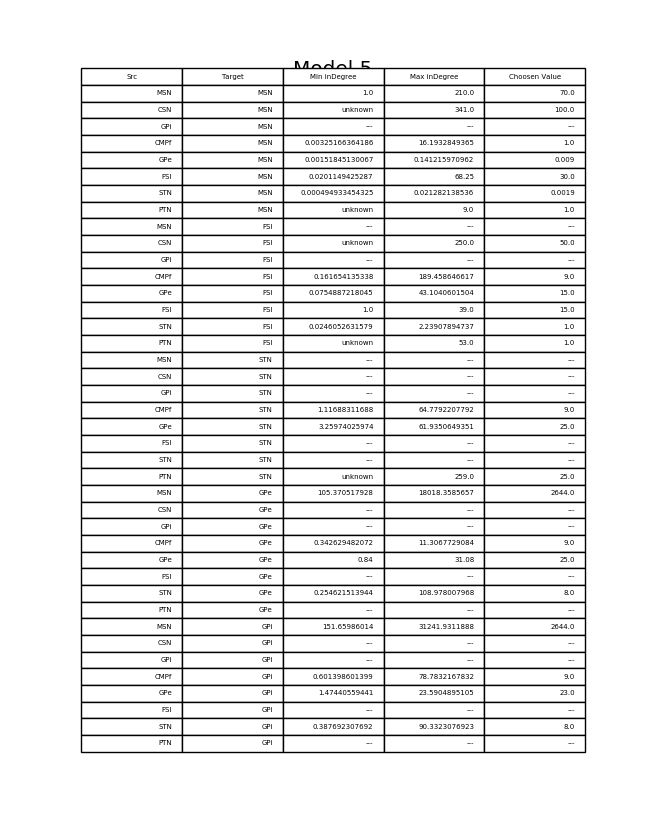 Model 5
Src Target Min inDegree Max inDegree Choosen Value
MSN MSN 1.0 210.0 70.0
CSN MSN unknown 341.0 100.0
GPi MSN --- --- ---
CMPf MSN 0.00325166364186 16.1932849365 1.0
GPe MSN 0.00151845130067 0.141215970962 0.009
FSI MSN 0.0201149425287 68.25 30.0
STN MSN 0.000494933454325 0.021282138536 0.0019
PTN MSN unknown 9.0 1.0
MSN FSI --- --- ---
CSN FSI unknown 250.0 50.0
GPi FSI --- --- ---
CMPf FSI 0.161654135338 189.458646617 9.0
GPe FSI 0.0754887218045 43.1040601504 15.0
FSI FSI 1.0 39.0 15.0
STN FSI 0.0246052631579 2.23907894737 1.0
PTN FSI unknown 53.0 1.0
MSN STN --- --- ---
CSN STN --- --- ---
GPi STN --- --- ---
CMPf STN 1.11688311688 64.7792207792 9.0
GPe STN 3.25974025974 61.9350649351 25.0
FSI STN --- --- ---
STN STN --- --- ---
PTN STN unknown 259.0 25.0
MSN GPe 105.370517928 18018.3585657 2644.0
CSN GPe --- --- ---
GPi GPe --- --- ---
CMPf GPe 0.342629482072 11.3067729084 9.0
GPe GPe 0.84 31.08 25.0
FSI GPe --- --- ---
STN GPe 0.254621513944 108.978007968 8.0
PTN GPe --- --- ---
MSN GPi 151.65986014 31241.9311888 2644.0
CSN GPi --- --- ---
GPi GPi --- --- ---
CMPf GPi 0.601398601399 78.7832167832 9.0
GPe GPi 1.47440559441 23.5904895105 23.0
FSI GPi --- --- ---
STN GPi 0.387692307692 90.3323076923 8.0
PTN GPi --- --- ---